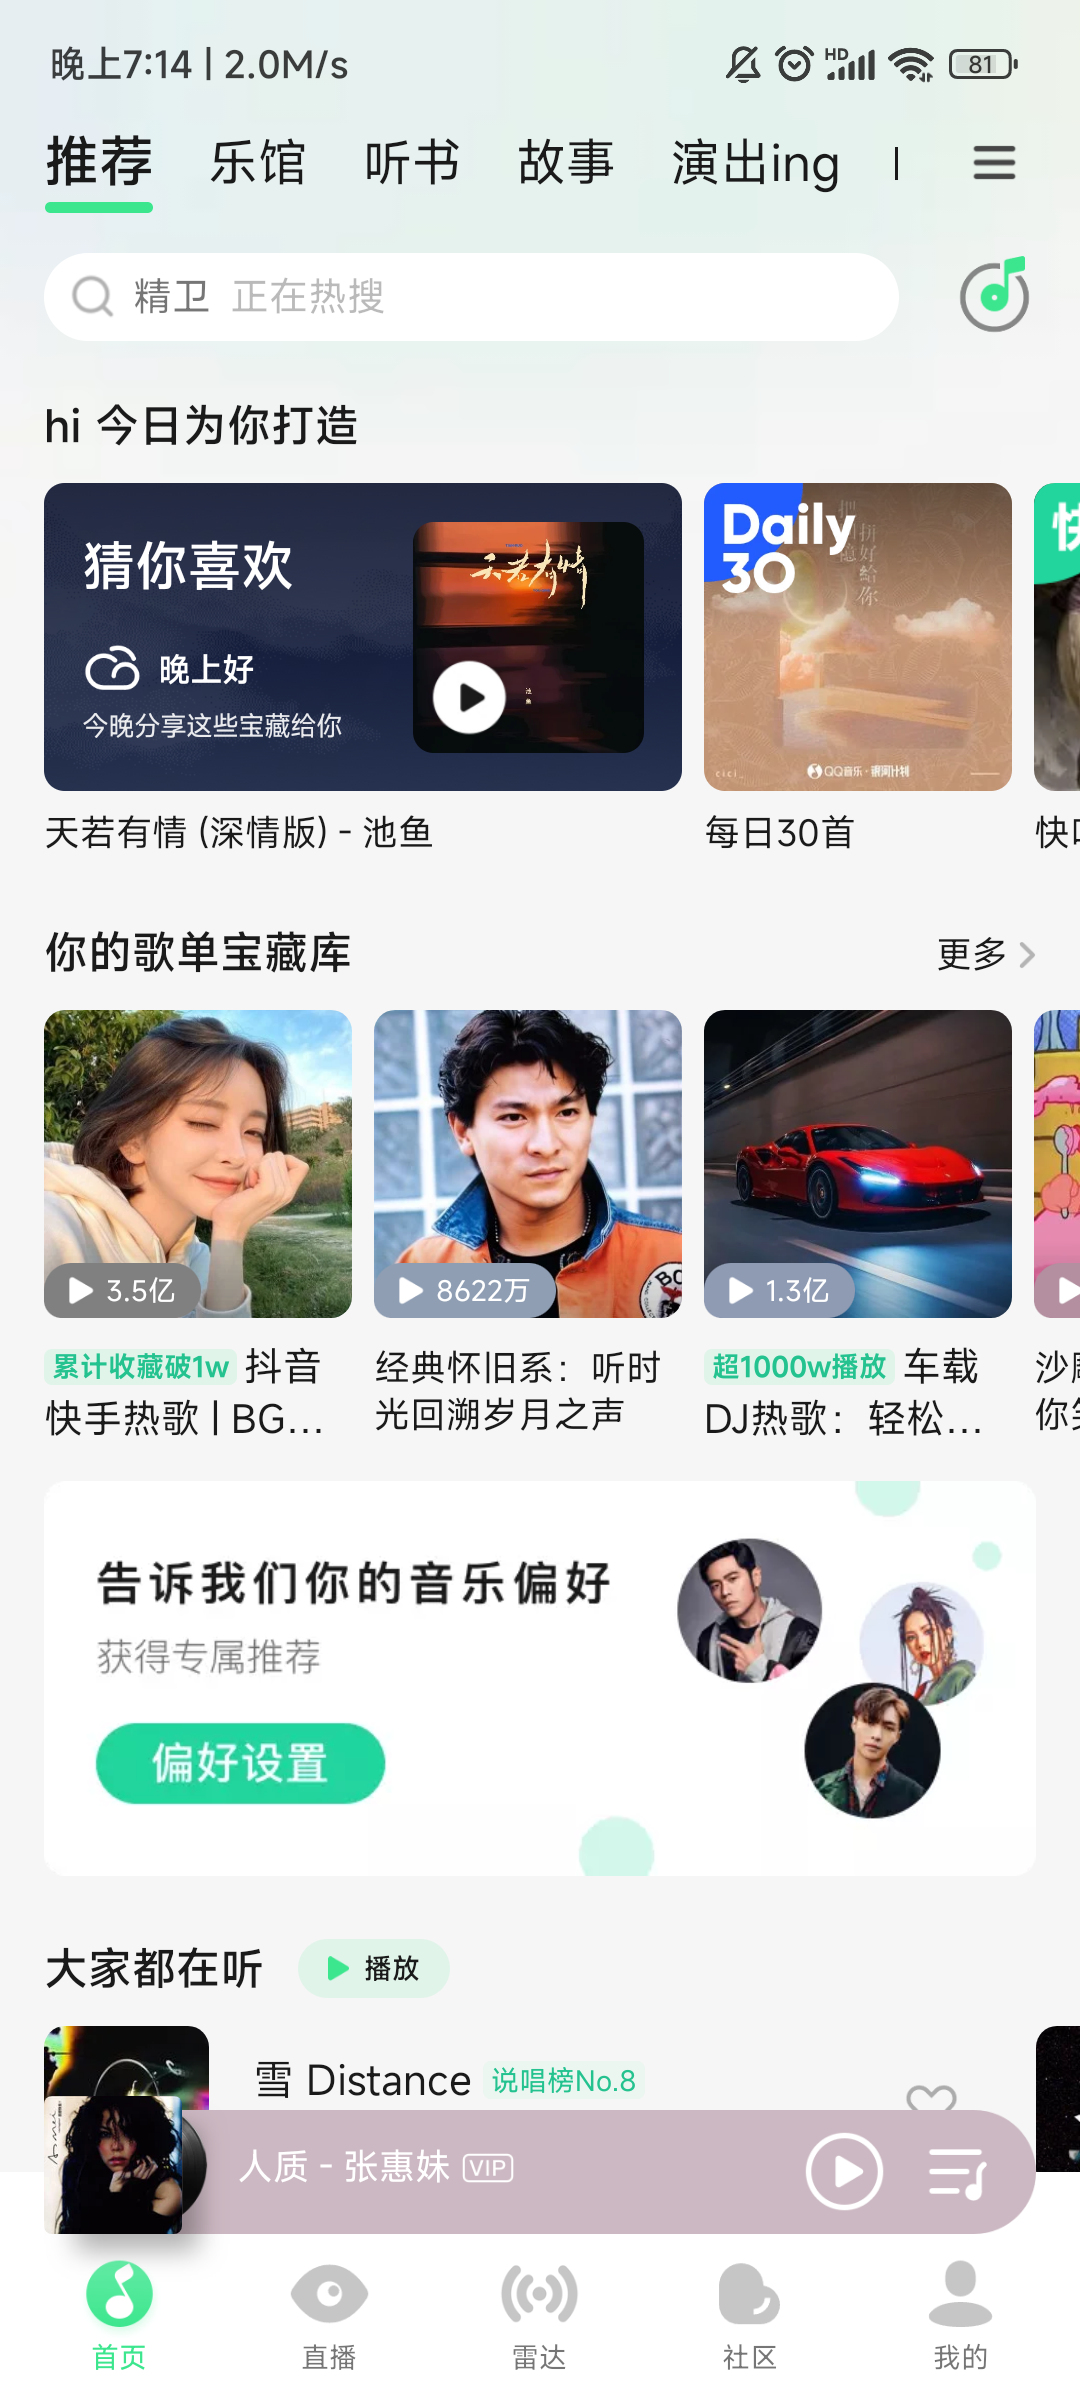 晚上7:14 | 2.0M/s
HD
81
推荐 乐馆 听书 故事 演出ing
精卫 正在热搜
hi 今日为你打造
猜你喜欢
晚上好
今晚分享这些宝藏给你
天若有情
池鱼
Daily
30
拼好给你
cici_
QQ音乐·银河计划
天若有情 (深情版) - 池鱼
每日30首
你的歌单宝藏库
更多
3.5亿
8622万
1.3亿
累计收藏破1w 抖音
快手热歌 | BG...
经典怀旧系：听时
光回溯岁月之声
超1000w播放 车载
DJ热歌：轻松...
告诉我们你的音乐偏好
获得专属推荐
偏好设置
大家都在听
播放
雪 Distance 说唱榜No.8
人质 - 张惠妹 VIP
首页
直播
雷达
社区
我的